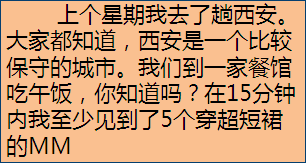 上个星期我去了趟西安。
大家都知道，西安是一个比较
保守的城市。我们到一家餐馆
吃午饭，你知道吗？在15分钟
内我至少见到了5个穿超短裙
的MM